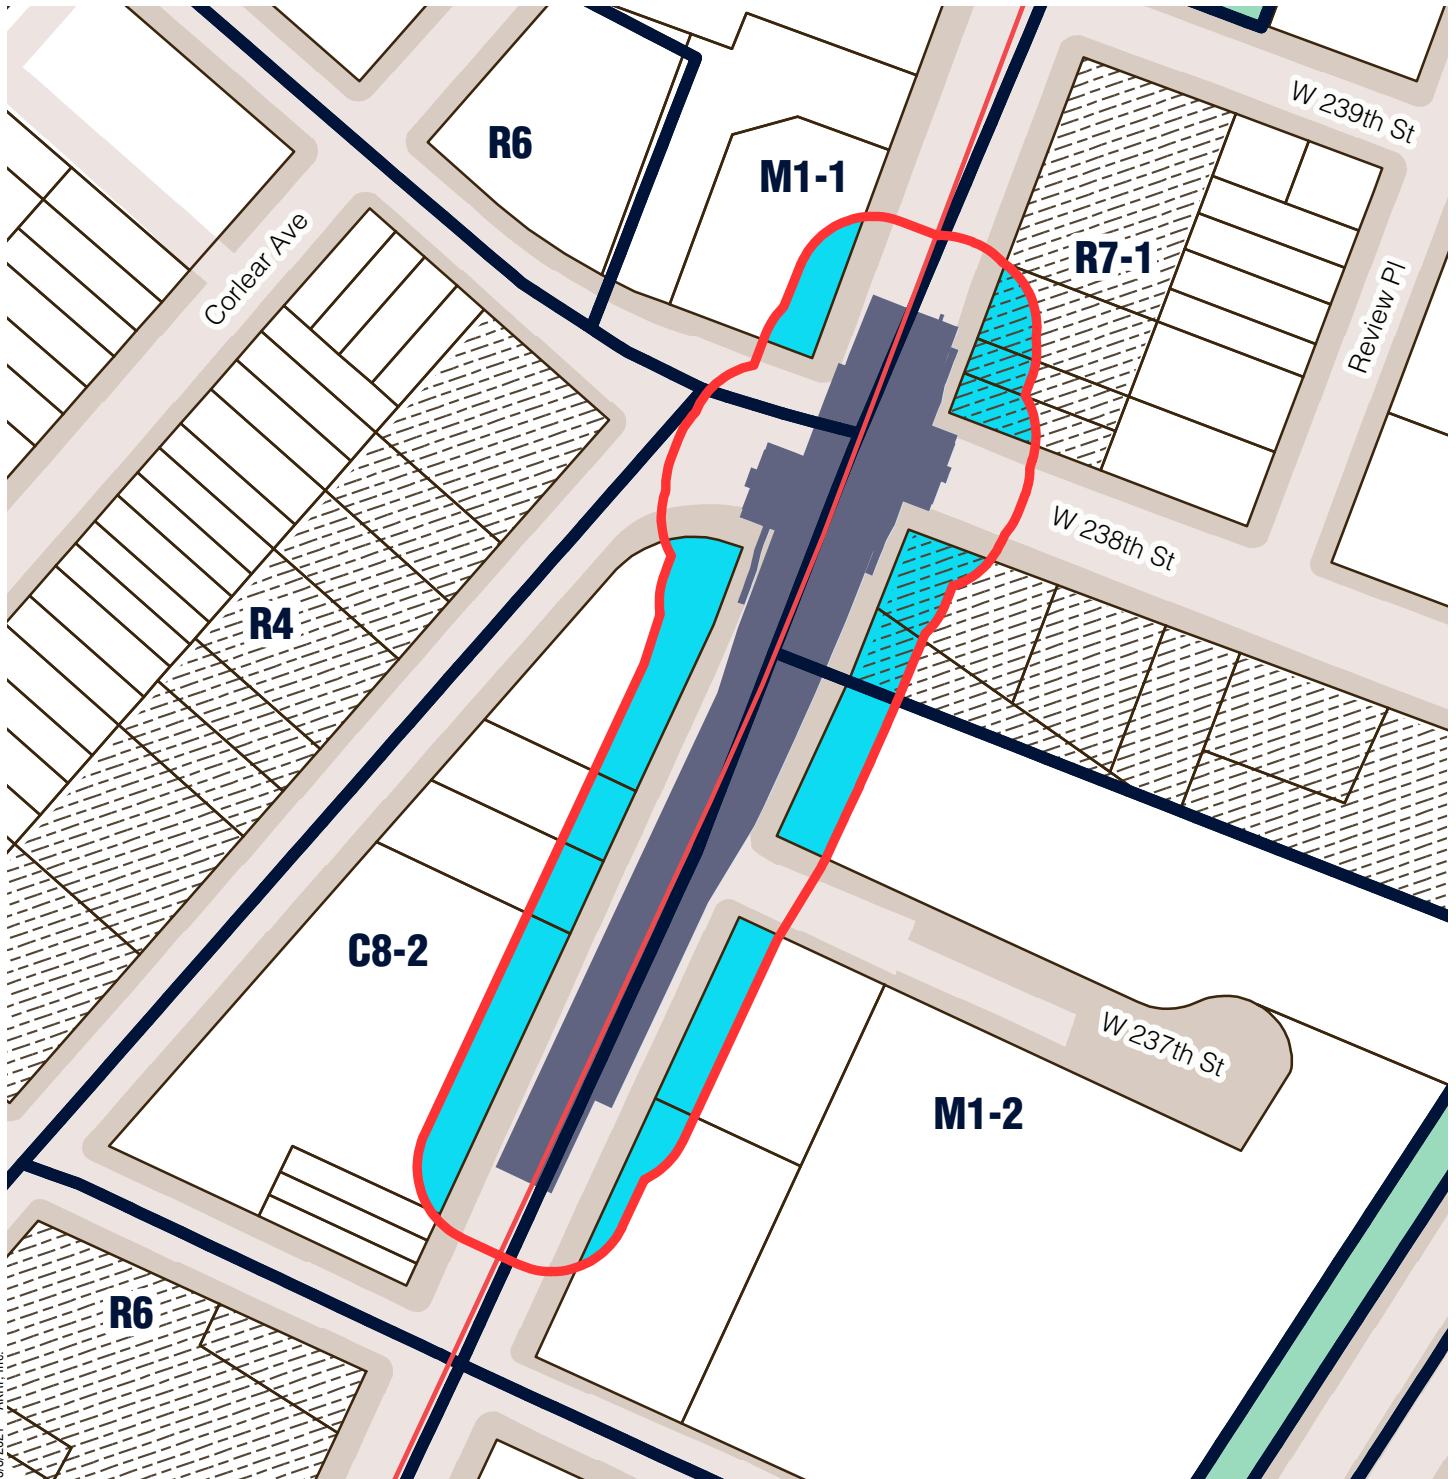 W 239th St
R6
M1-1
R7-1
Corlear Ave
Review Pl
W 238th St
R4
C8-2
W 237th St
M1-2
R6